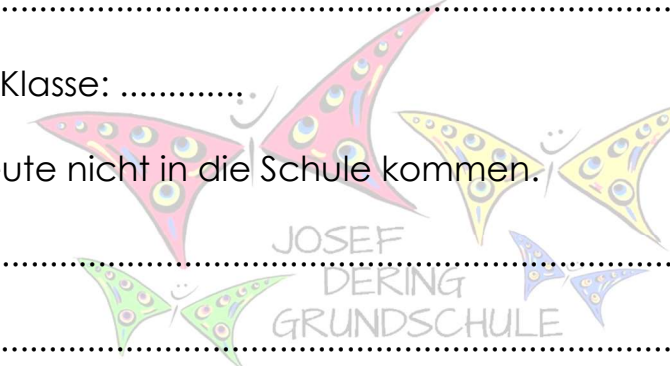 ........................................................................
Klasse: .............
ute nicht in die Schule kommen.
JOSEF
........................................................................
DERING
GRUNDSCHULE
........................................................................